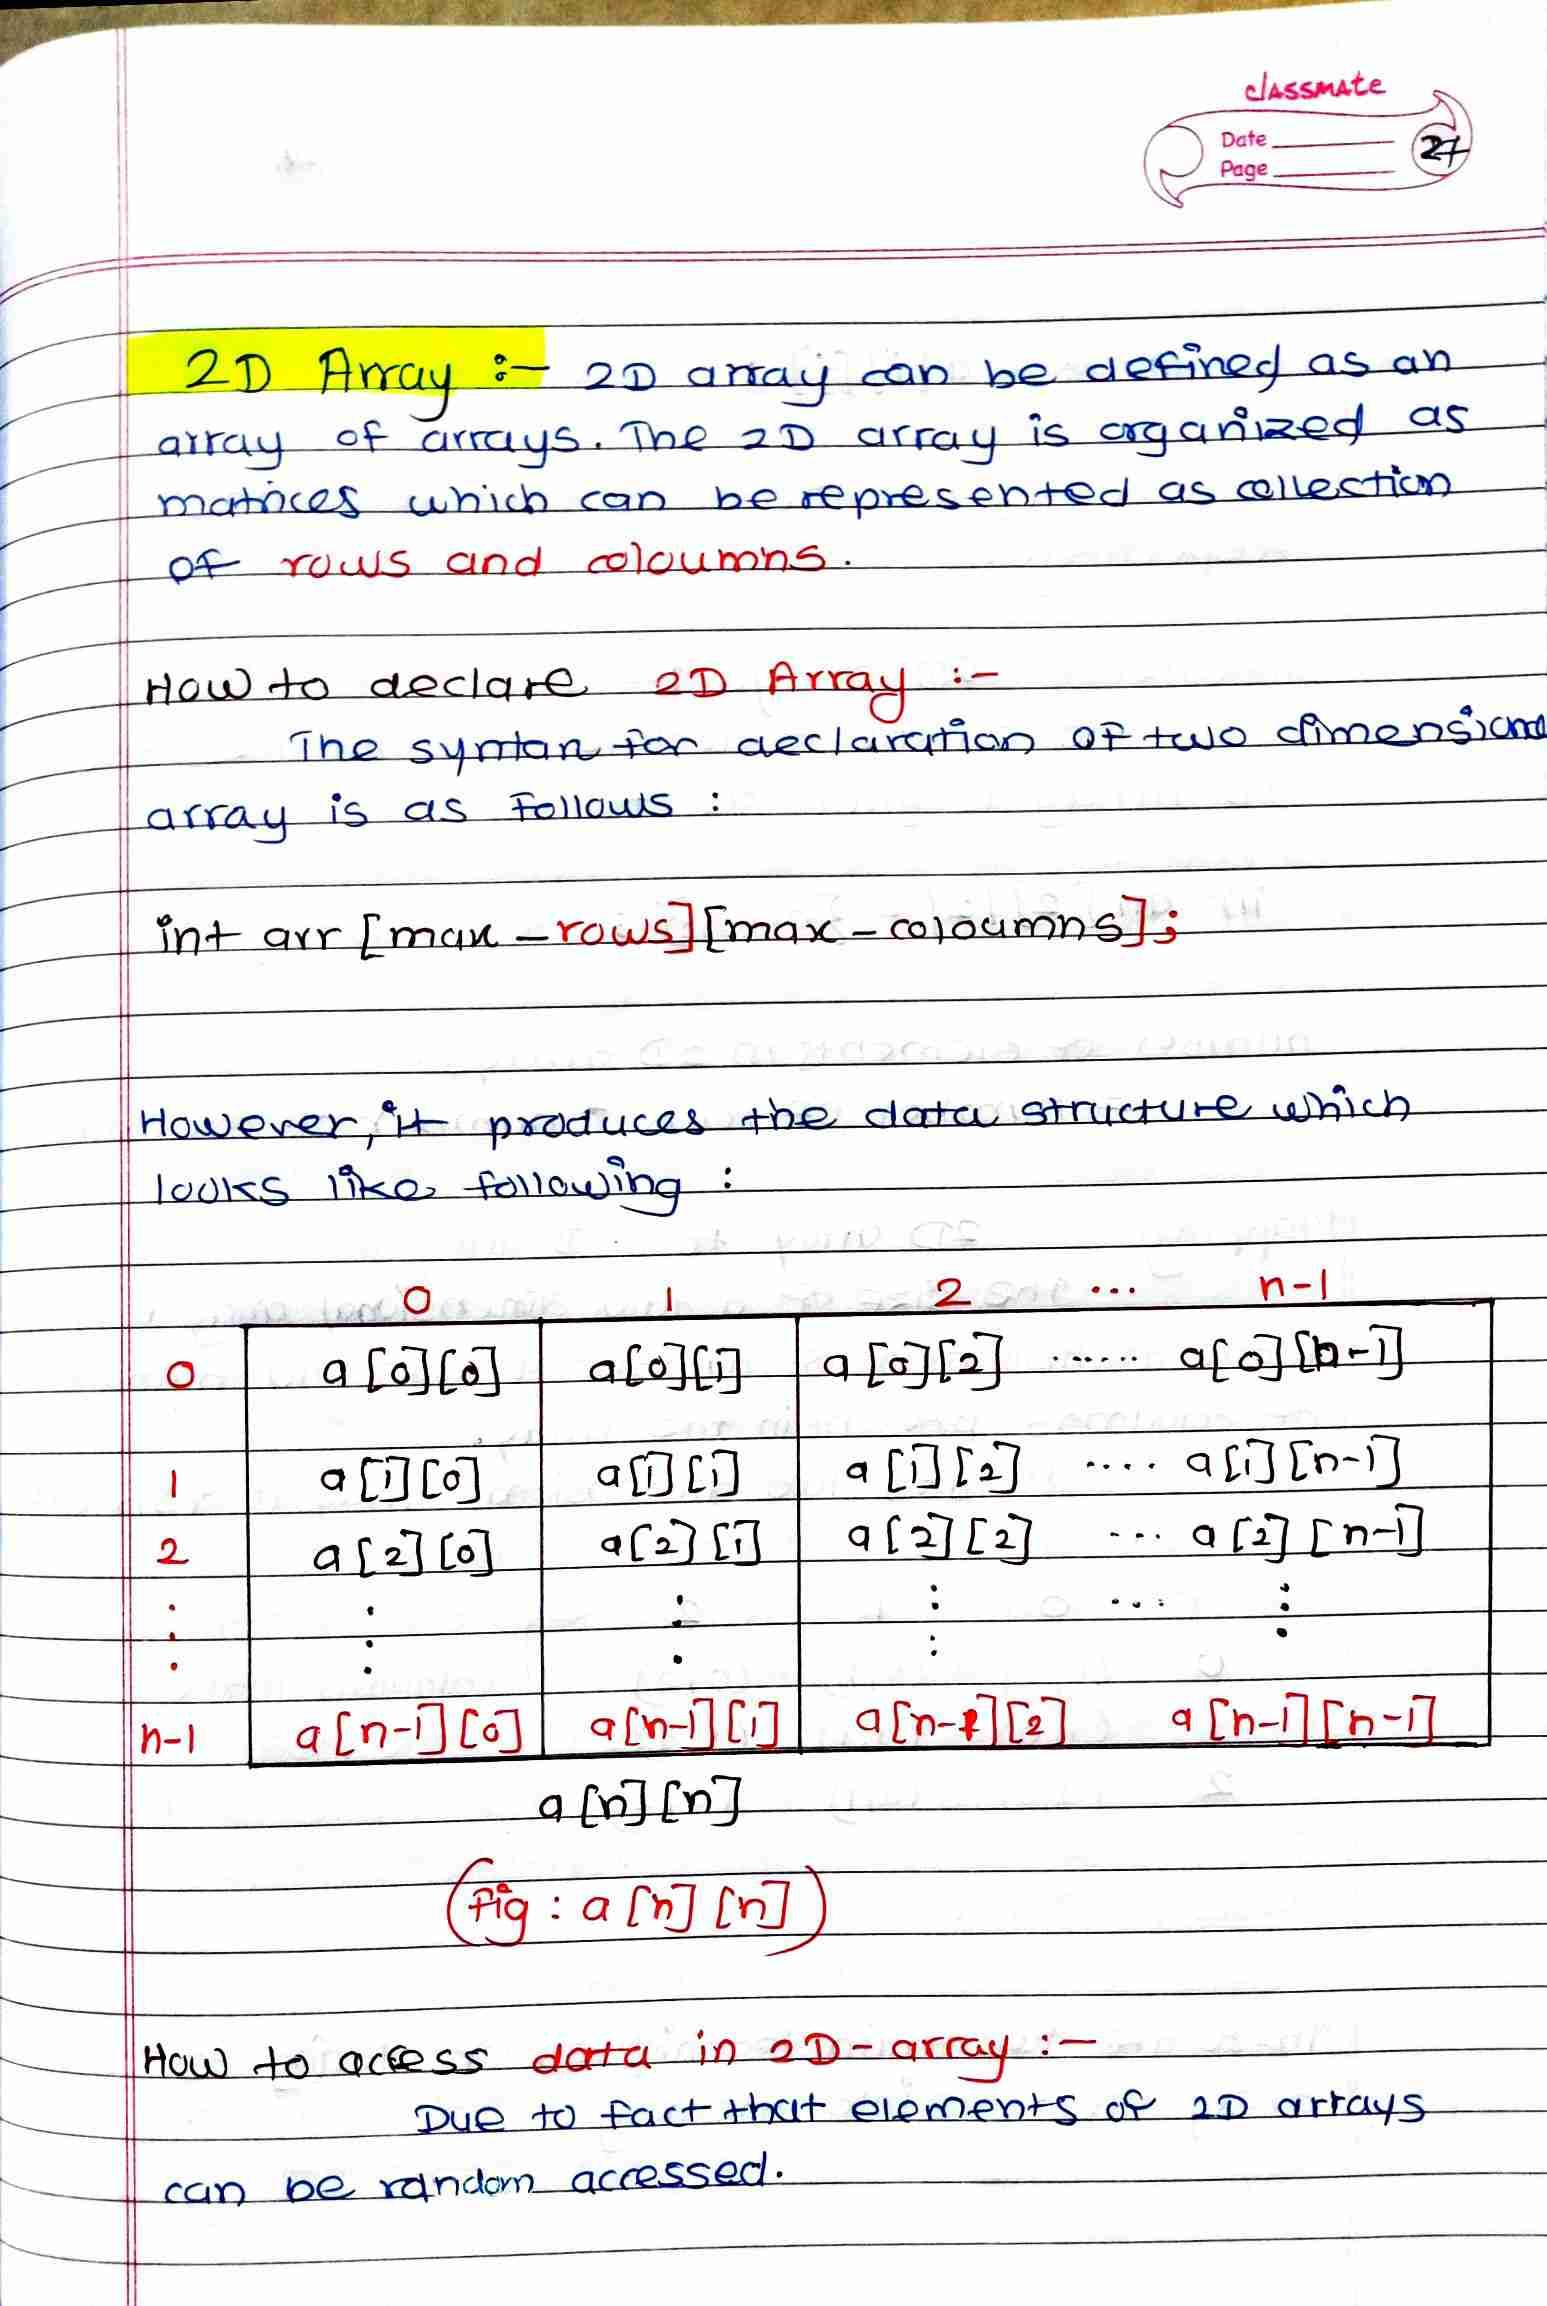 classmate
Date
27
Page
2D Array :- 2D array can be defined as an
array of arrays. The 2D array is organized as
matrices which can be represented as collection
of rows and coloumns.
How to declare 2D Array :-
The syntax for declaration of two dimensional
array is as follows :
int arr [max-rows][max-coloumns];
However, it produces the data structure which
looks like following :
0 1 2 ... n-1
0 a[0][0] a[0][1] a[0][2] ...... a[0][n-1]
1 a[1][0] a[1][1] a[1][2] .... a[1][n-1]
2 a[2][0] a[2][1] a[2][2] ... a[2][n-1]
n-1 a[n-1][0] a[n-1][1] a[n-1][2] a[n-1][n-1]
a[n][n]
(fig : a[n][n])
How to access data in 2D-array :-
Due to fact that elements of 2D arrays
can be random accessed.